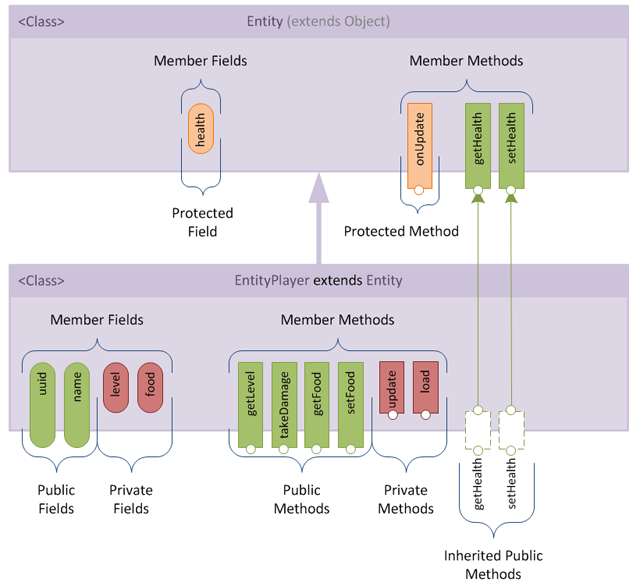 <Class>
Entity (extends Object)
Member Fields
Member Methods
health
onUpdate
getHealth
setHealth
Protected
Field
Protected Method
<Class>
EntityPlayer extends Entity
Member Fields
Member Methods
uuid
name
level
food
getLevel
takeDamage
getFood
setFood
update
load
getHealth
setHealth
Public
Fields
Private
Fields
Public
Methods
Private
Methods
Inherited Public
Methods